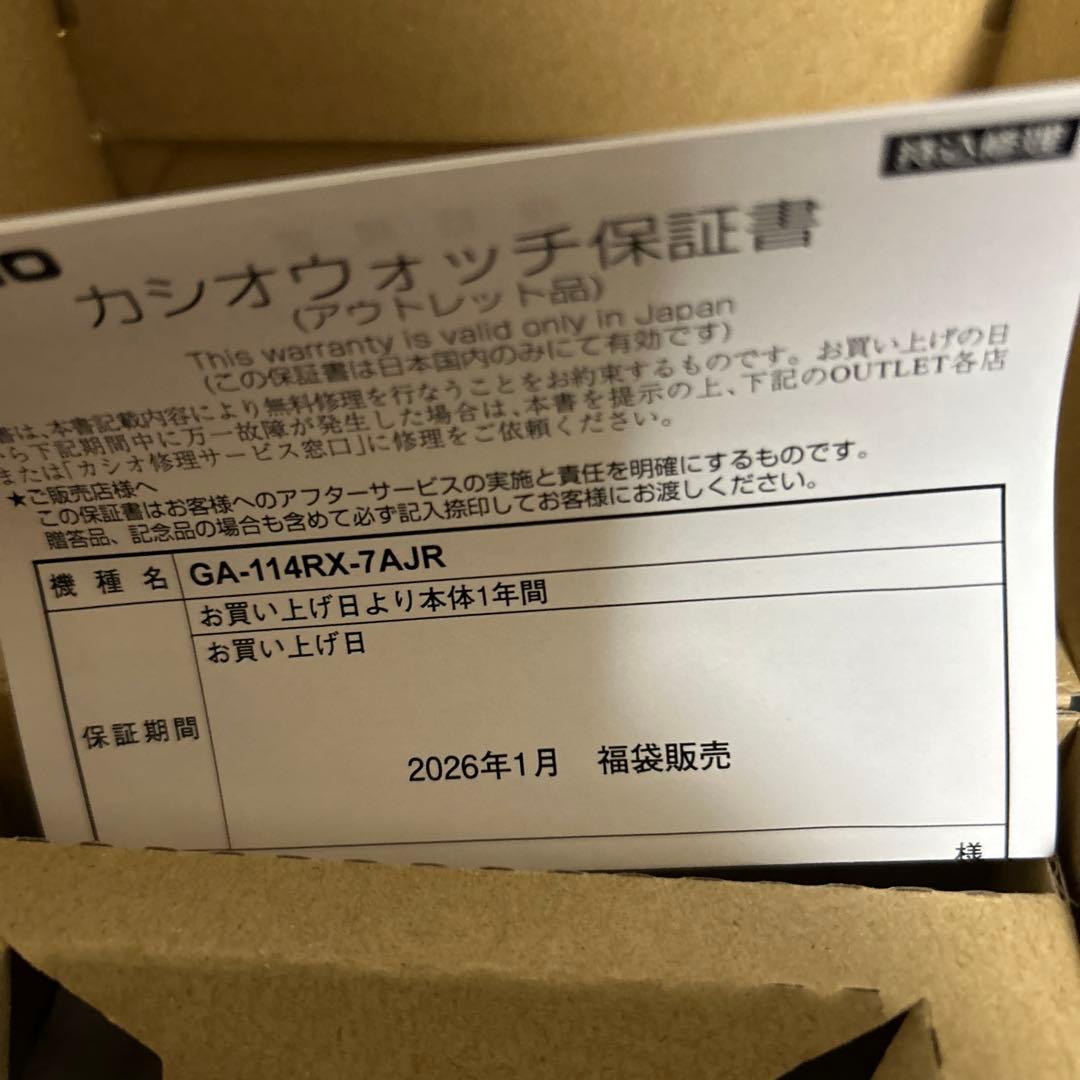 持込修理
カシオウォッチ保証書
(アウトレット品)
This warranty is valid only in Japan
(この保証書は日本国内のみにて有効です)
書は、本書記載内容により無料修理を行なうことをお約束するものです。お買い上げの日
ら下記期間中に万一故障が発生した場合は、本書を提示の上、下記のOUTLET各店
または「カシオ修理サービス窓口」に修理をご依頼ください。
★ご販売店様へ
この保証書はお客様へのアフターサービスの実施と責任を明確にするものです。
贈答品、記念品の場合も含めて必ず記入捺印してお客様にお渡しください。
機種名 GA-114RX-7AJR
お買い上げ日より本体1年間
お買い上げ日
保証期間
2026年1月 福袋販売
様